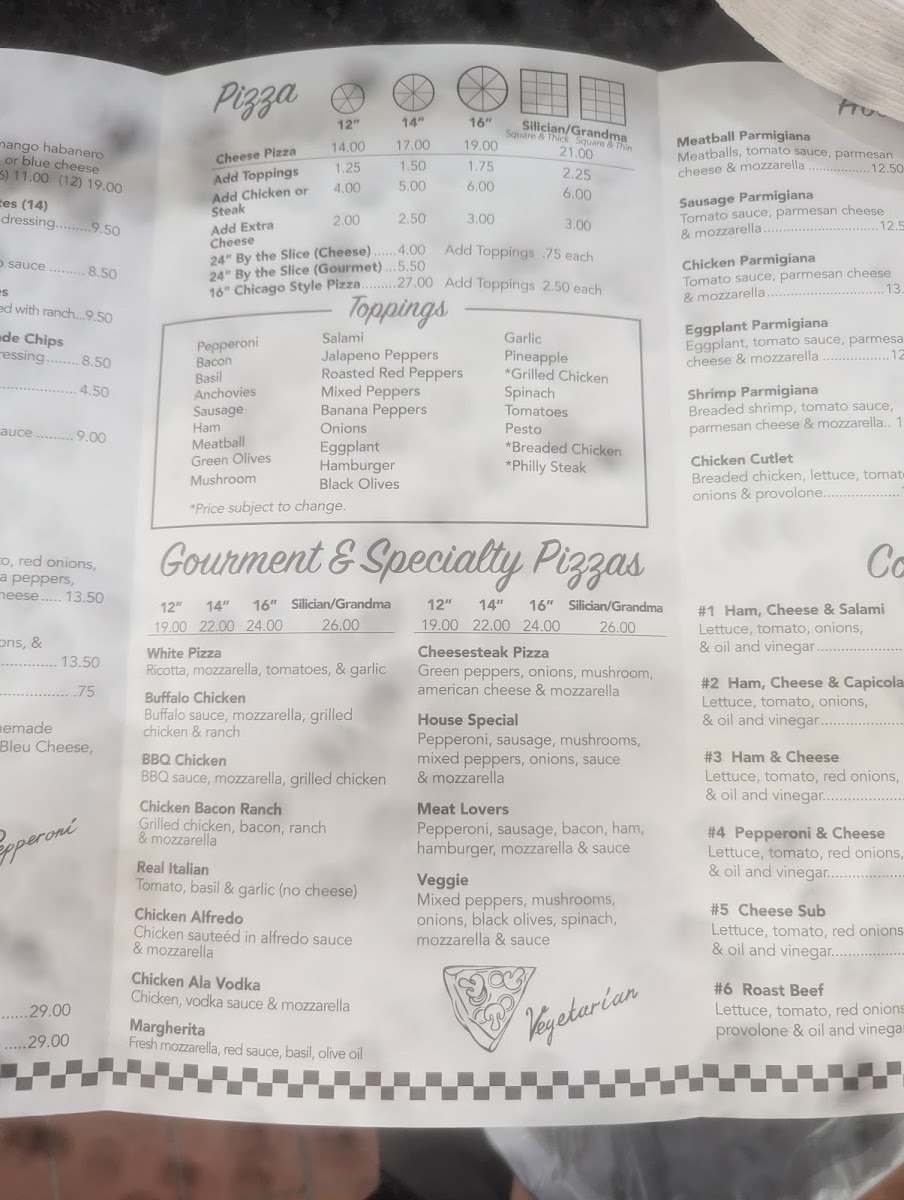 mango habanero
or blue cheese
6) 11.00 (12) 19.00
tes (14)
dressing.........9.50
o sauce .........8.50
es
ed with ranch...9.50
de Chips
ressing........8.50
................... 4.50
auce ......... 9.00
o, red onions,
a peppers,
heese..... 13.50
ons, &
................ 13.50
..................75
emade
Bleu Cheese,
Pepperoni
......29.00
.....29.00
Pizza
12" 14" 16" Silician/Grandma
Square & Thick Square & Thin
Cheese Pizza 14.00 17.00 19.00 21.00
Add Toppings 1.25 1.50 1.75 2.25
Add Chicken or 4.00 5.00 6.00 6.00
Steak
Add Extra 2.00 2.50 3.00 3.00
Cheese
24" By the Slice (Cheese) ......4.00 Add Toppings .75 each
24" By the Slice (Gourmet) ...5.50
16" Chicago Style Pizza.........27.00 Add Toppings 2.50 each
Toppings
Pepperoni
Bacon
Basil
Anchovies
Sausage
Ham
Meatball
Green Olives
Mushroom
Salami
Jalapeno Peppers
Roasted Red Peppers
Mixed Peppers
Banana Peppers
Onions
Eggplant
Hamburger
Black Olives
Garlic
Pineapple
*Grilled Chicken
Spinach
Tomatoes
Pesto
*Breaded Chicken
*Philly Steak
*Price subject to change.
Gourment & Specialty Pizzas
12" 14" 16" Silician/Grandma
19.00 22.00 24.00 26.00
White Pizza
Ricotta, mozzarella, tomatoes, & garlic
Buffalo Chicken
Buffalo sauce, mozzarella, grilled
chicken & ranch
BBQ Chicken
BBQ sauce, mozzarella, grilled chicken
Chicken Bacon Ranch
Grilled chicken, bacon, ranch
& mozzarella
Real Italian
Tomato, basil & garlic (no cheese)
Chicken Alfredo
Chicken sauteéd in alfredo sauce
& mozzarella
Chicken Ala Vodka
Chicken, vodka sauce & mozzarella
Margherita
Fresh mozzarella, red sauce, basil, olive oil
12" 14" 16" Silician/Grandma
19.00 22.00 24.00 26.00
Cheesesteak Pizza
Green peppers, onions, mushroom,
american cheese & mozzarella
House Special
Pepperoni, sausage, mushrooms,
mixed peppers, onions, sauce
& mozzarella
Meat Lovers
Pepperoni, sausage, bacon, ham,
hamburger, mozzarella & sauce
Veggie
Mixed peppers, mushrooms,
onions, black olives, spinach,
mozzarella & sauce
Vegetarian
Meatball Parmigiana
Meatballs, tomato sauce, parmesan
cheese & mozzarella ...............12.50
Sausage Parmigiana
Tomato sauce, parmesan cheese
& mozzarella............................12.5
Chicken Parmigiana
Tomato sauce, parmesan cheese
& mozzarella.............................13.
Eggplant Parmigiana
Eggplant, tomato sauce, parmesa
cheese & mozzarella ................12
Shrimp Parmigiana
Breaded shrimp, tomato sauce,
parmesan cheese & mozzarella.. 1
Chicken Cutlet
Breaded chicken, lettuce, tomat
onions & provolone...................
Co
#1 Ham, Cheese & Salami
Lettuce, tomato, onions,
& oil and vinegar.....................
#2 Ham, Cheese & Capicola
Lettuce, tomato, onions,
& oil and vinegar....................
#3 Ham & Cheese
Lettuce, tomato, red onions,
& oil and vinegar...................
#4 Pepperoni & Cheese
Lettuce, tomato, red onions,
& oil and vinegar..................
#5 Cheese Sub
Lettuce, tomato, red onions
& oil and vinegar.................
#6 Roast Beef
Lettuce, tomato, red onions
provolone & oil and vinega